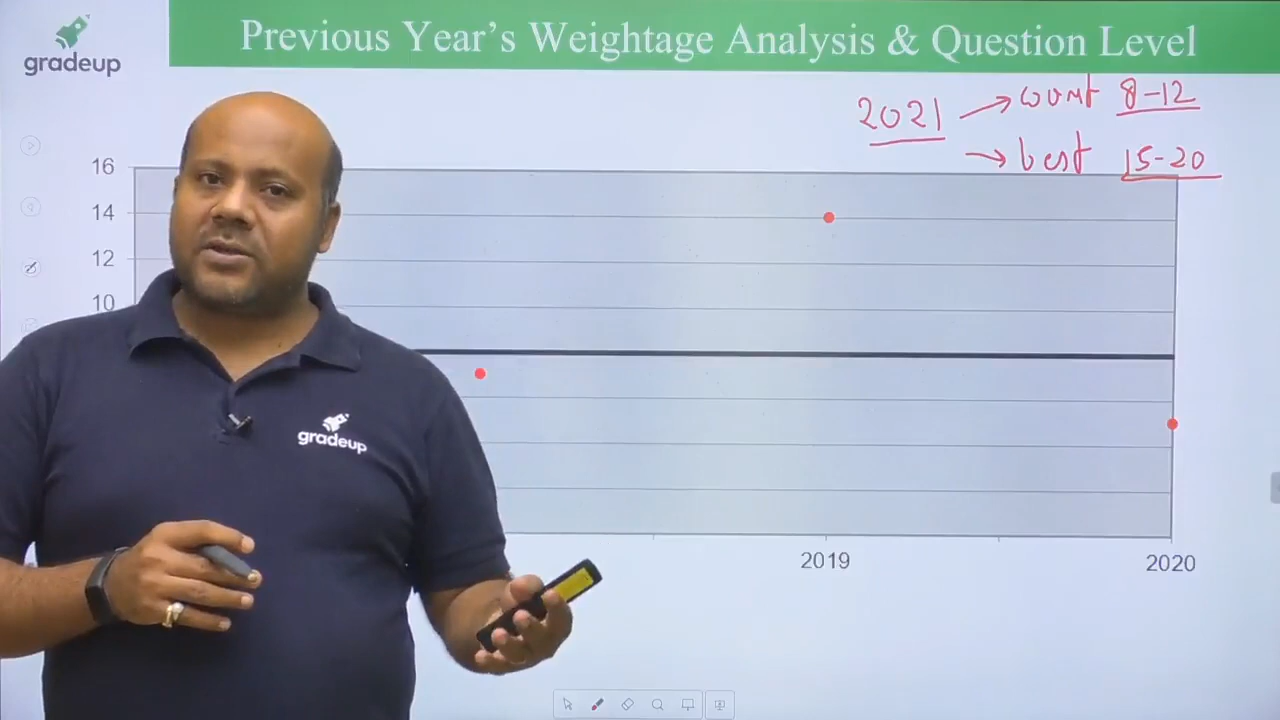 gradeup
Previous Year's Weightage Analysis & Question Level
2021 → count 8-12
→ best 15-20
16
14
12
10
gradeup
2019
2020